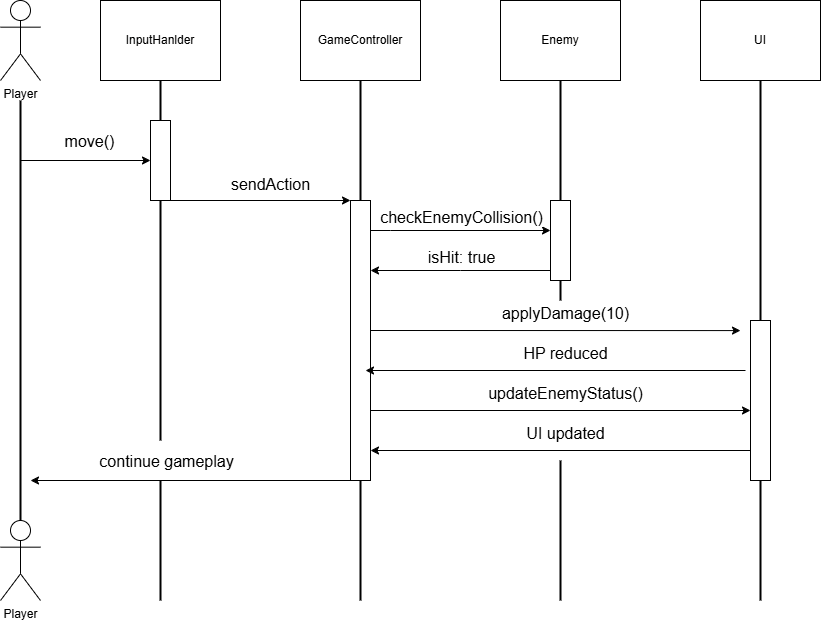 InputHanlder
GameController
Enemy
UI
Player
move()
sendAction
checkEnemyCollision()
isHit: true
applyDamage(10)
HP reduced
updateEnemyStatus()
UI updated
continue gameplay
Player